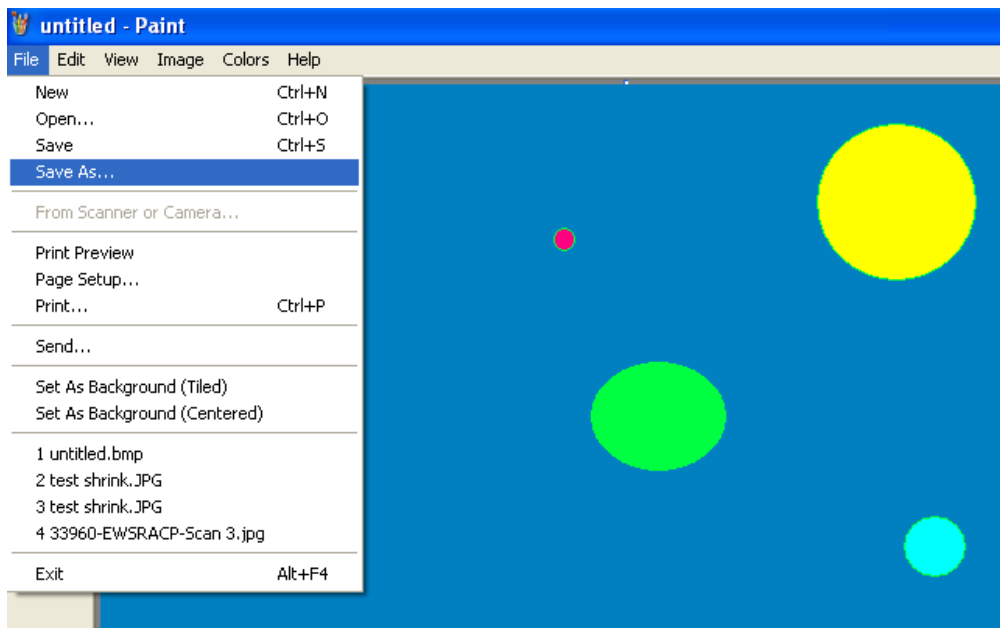 untitled - Paint
File Edit View Image Colors Help
New Ctrl+N
Open... Ctrl+O
Save Ctrl+S
Save As...
From Scanner or Camera...
Print Preview
Page Setup...
Print... Ctrl+P
Send...
Set As Background (Tiled)
Set As Background (Centered)
1 untitled.bmp
2 test shrink.JPG
3 test shrink.JPG
4 33960-EWSRACP-Scan 3.jpg
Exit Alt+F4